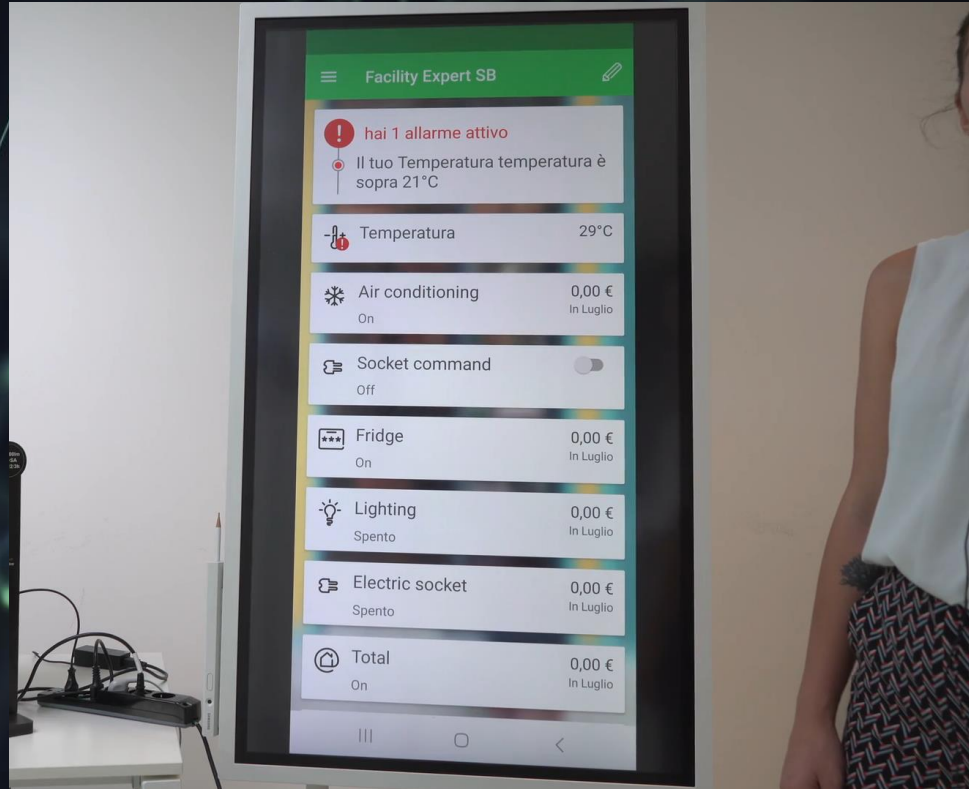 Facility Expert SB
hai 1 allarme attivo
Il tuo Temperatura temperatura è
sopra 21°C
Temperatura
29°C
Air conditioning
0,00 €
On
In Luglio
Socket command
Off
Fridge
0,00 €
On
In Luglio
Lighting
0,00 €
Spento
In Luglio
Electric socket
0,00 €
Spento
In Luglio
Total
0,00 €
On
In Luglio